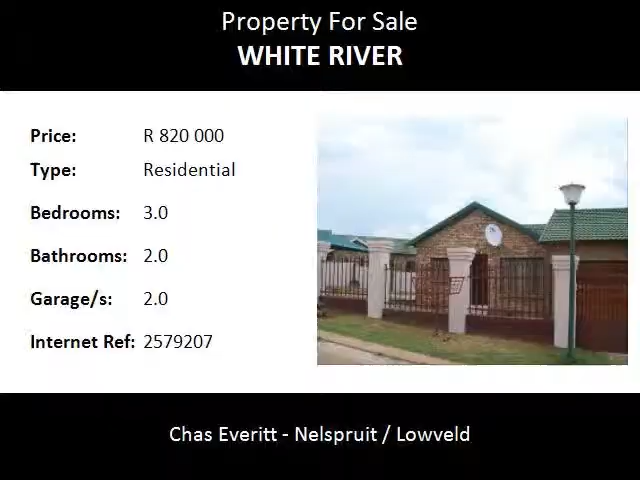 Property For Sale
WHITE RIVER
Price: R 820 000
Type: Residential
Bedrooms: 3.0
Bathrooms: 2.0
Garage/s: 2.0
Internet Ref: 2579207
Chas Everitt - Nelspruit / Lowveld